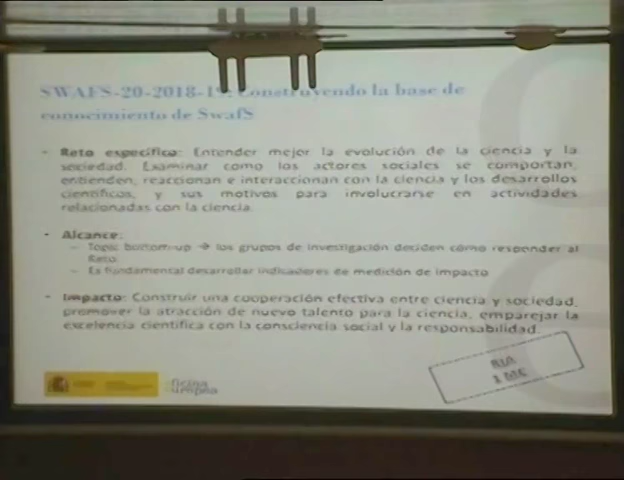 SWAFS-20-2018-19: Construyendo la base de
conocimiento de SwafS
- Reto específico: Entender mejor la evolución de la ciencia y la
sociedad. Examinar como los actores sociales se comportan,
entienden, reaccionan e interaccionan con la ciencia y los desarrollos
científicos, y sus motivos para involucrarse en actividades
relacionadas con la ciencia.
- Alcance:
– Topic bottom-up → los grupos de investigación deciden cómo responder al
Reto.
– Es fundamental desarrollar indicadores de medición de impacto
- Impacto: Construir una cooperación efectiva entre ciencia y sociedad,
promover la atracción de nuevo talento para la ciencia, emparejar la
excelencia científica con la consciencia social y la responsabilidad.
RIA
1 M€
oficina
europea